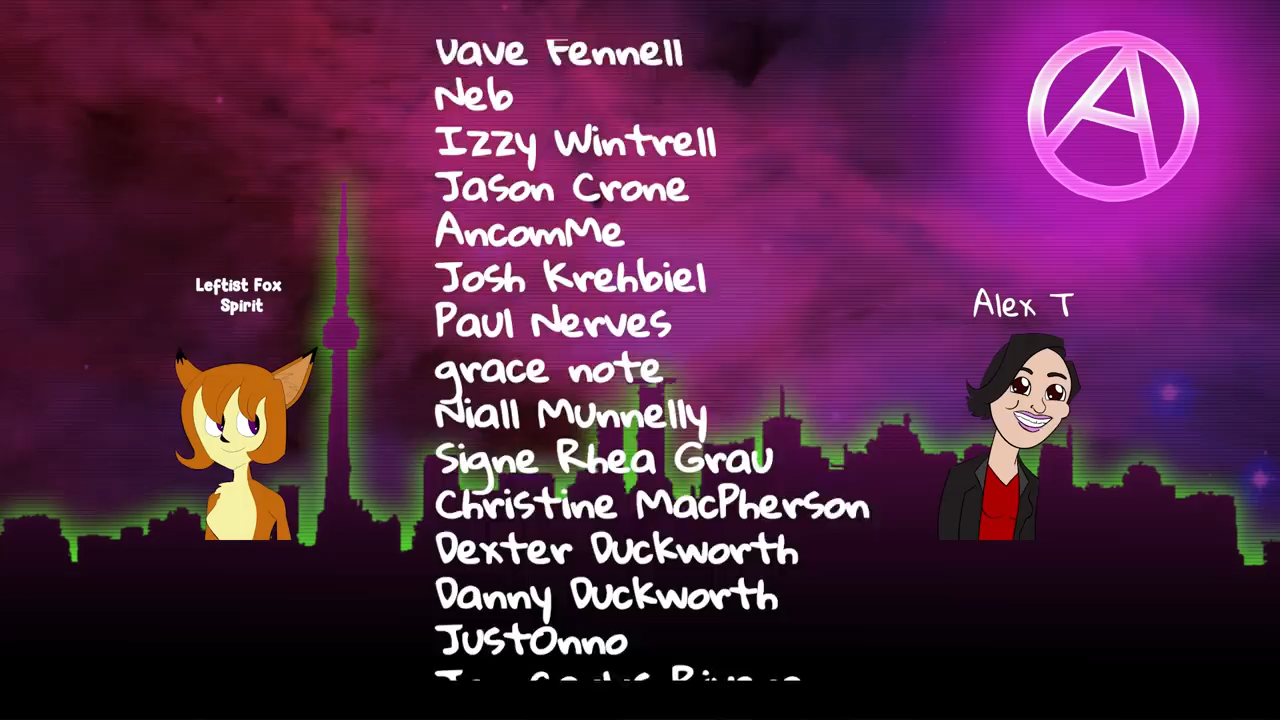 Dave Fennell
Neb
Izzy Wintrell
Jason Crone
AncomMe
Josh Krehbiel
Paul Nerves
grace note
Niall Munnelly
Signe Rhea Grau
Christine MacPherson
Dexter Duckworth
Danny Duckworth
JustOnno
Leftist Fox
Spirit
Alex T